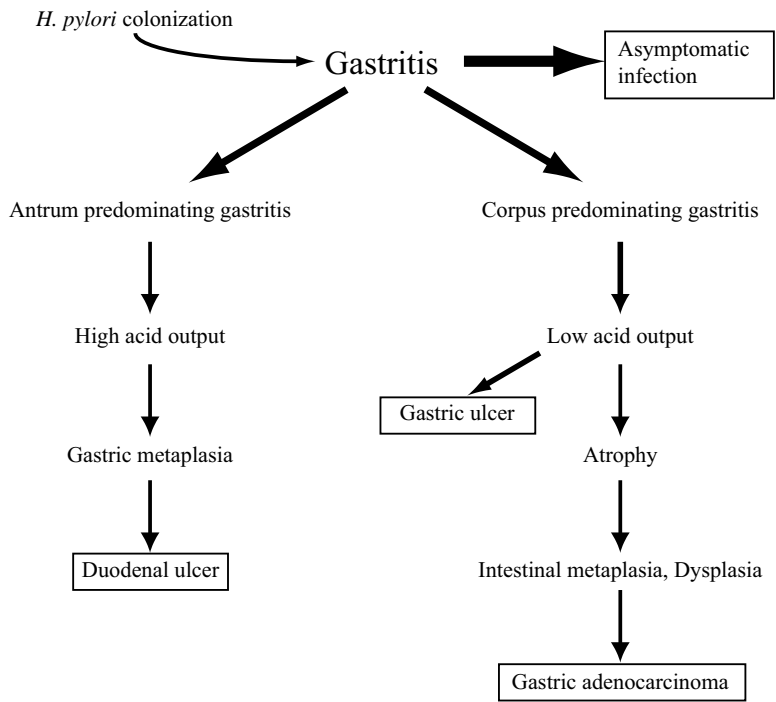 H. pylori colonization
Gastritis
Asymptomatic
infection
Antrum predominating gastritis
Corpus predominating gastritis
High acid output
Low acid output
Gastric ulcer
Gastric metaplasia
Atrophy
Duodenal ulcer
Intestinal metaplasia, Dysplasia
Gastric adenocarcinoma